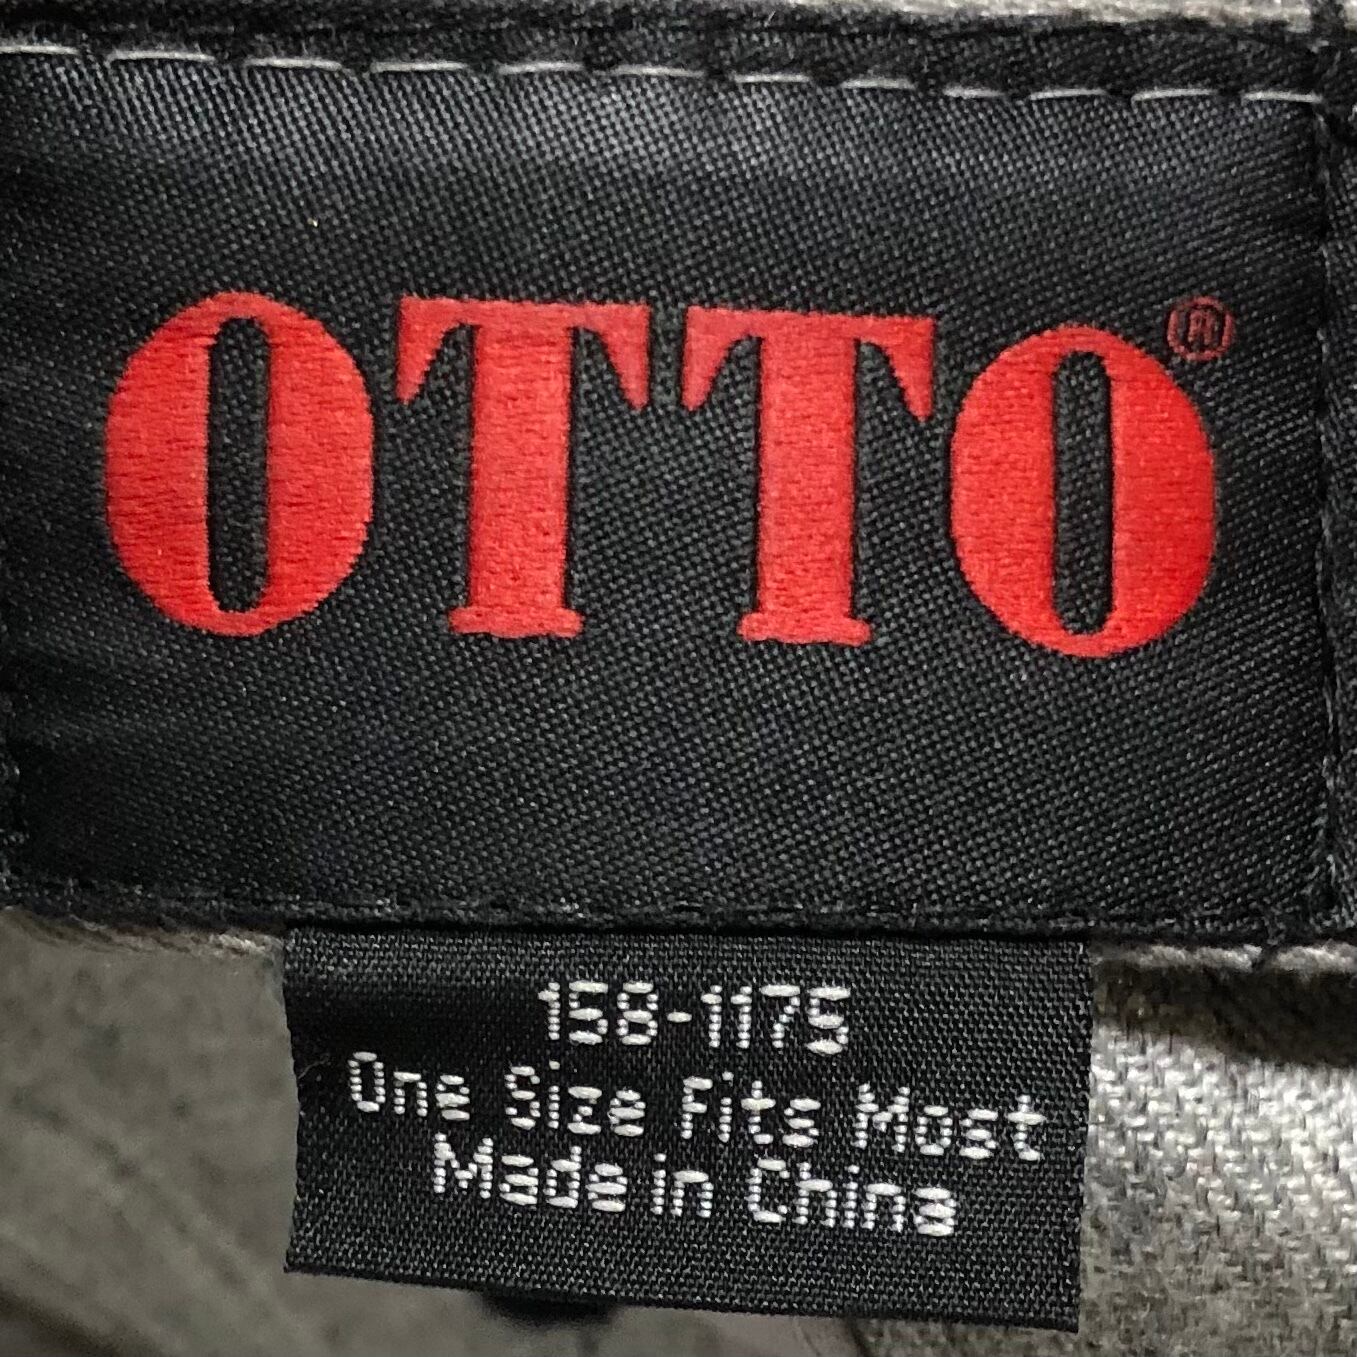 OTTO®
158-1175
One Size Fits Most
Made in China